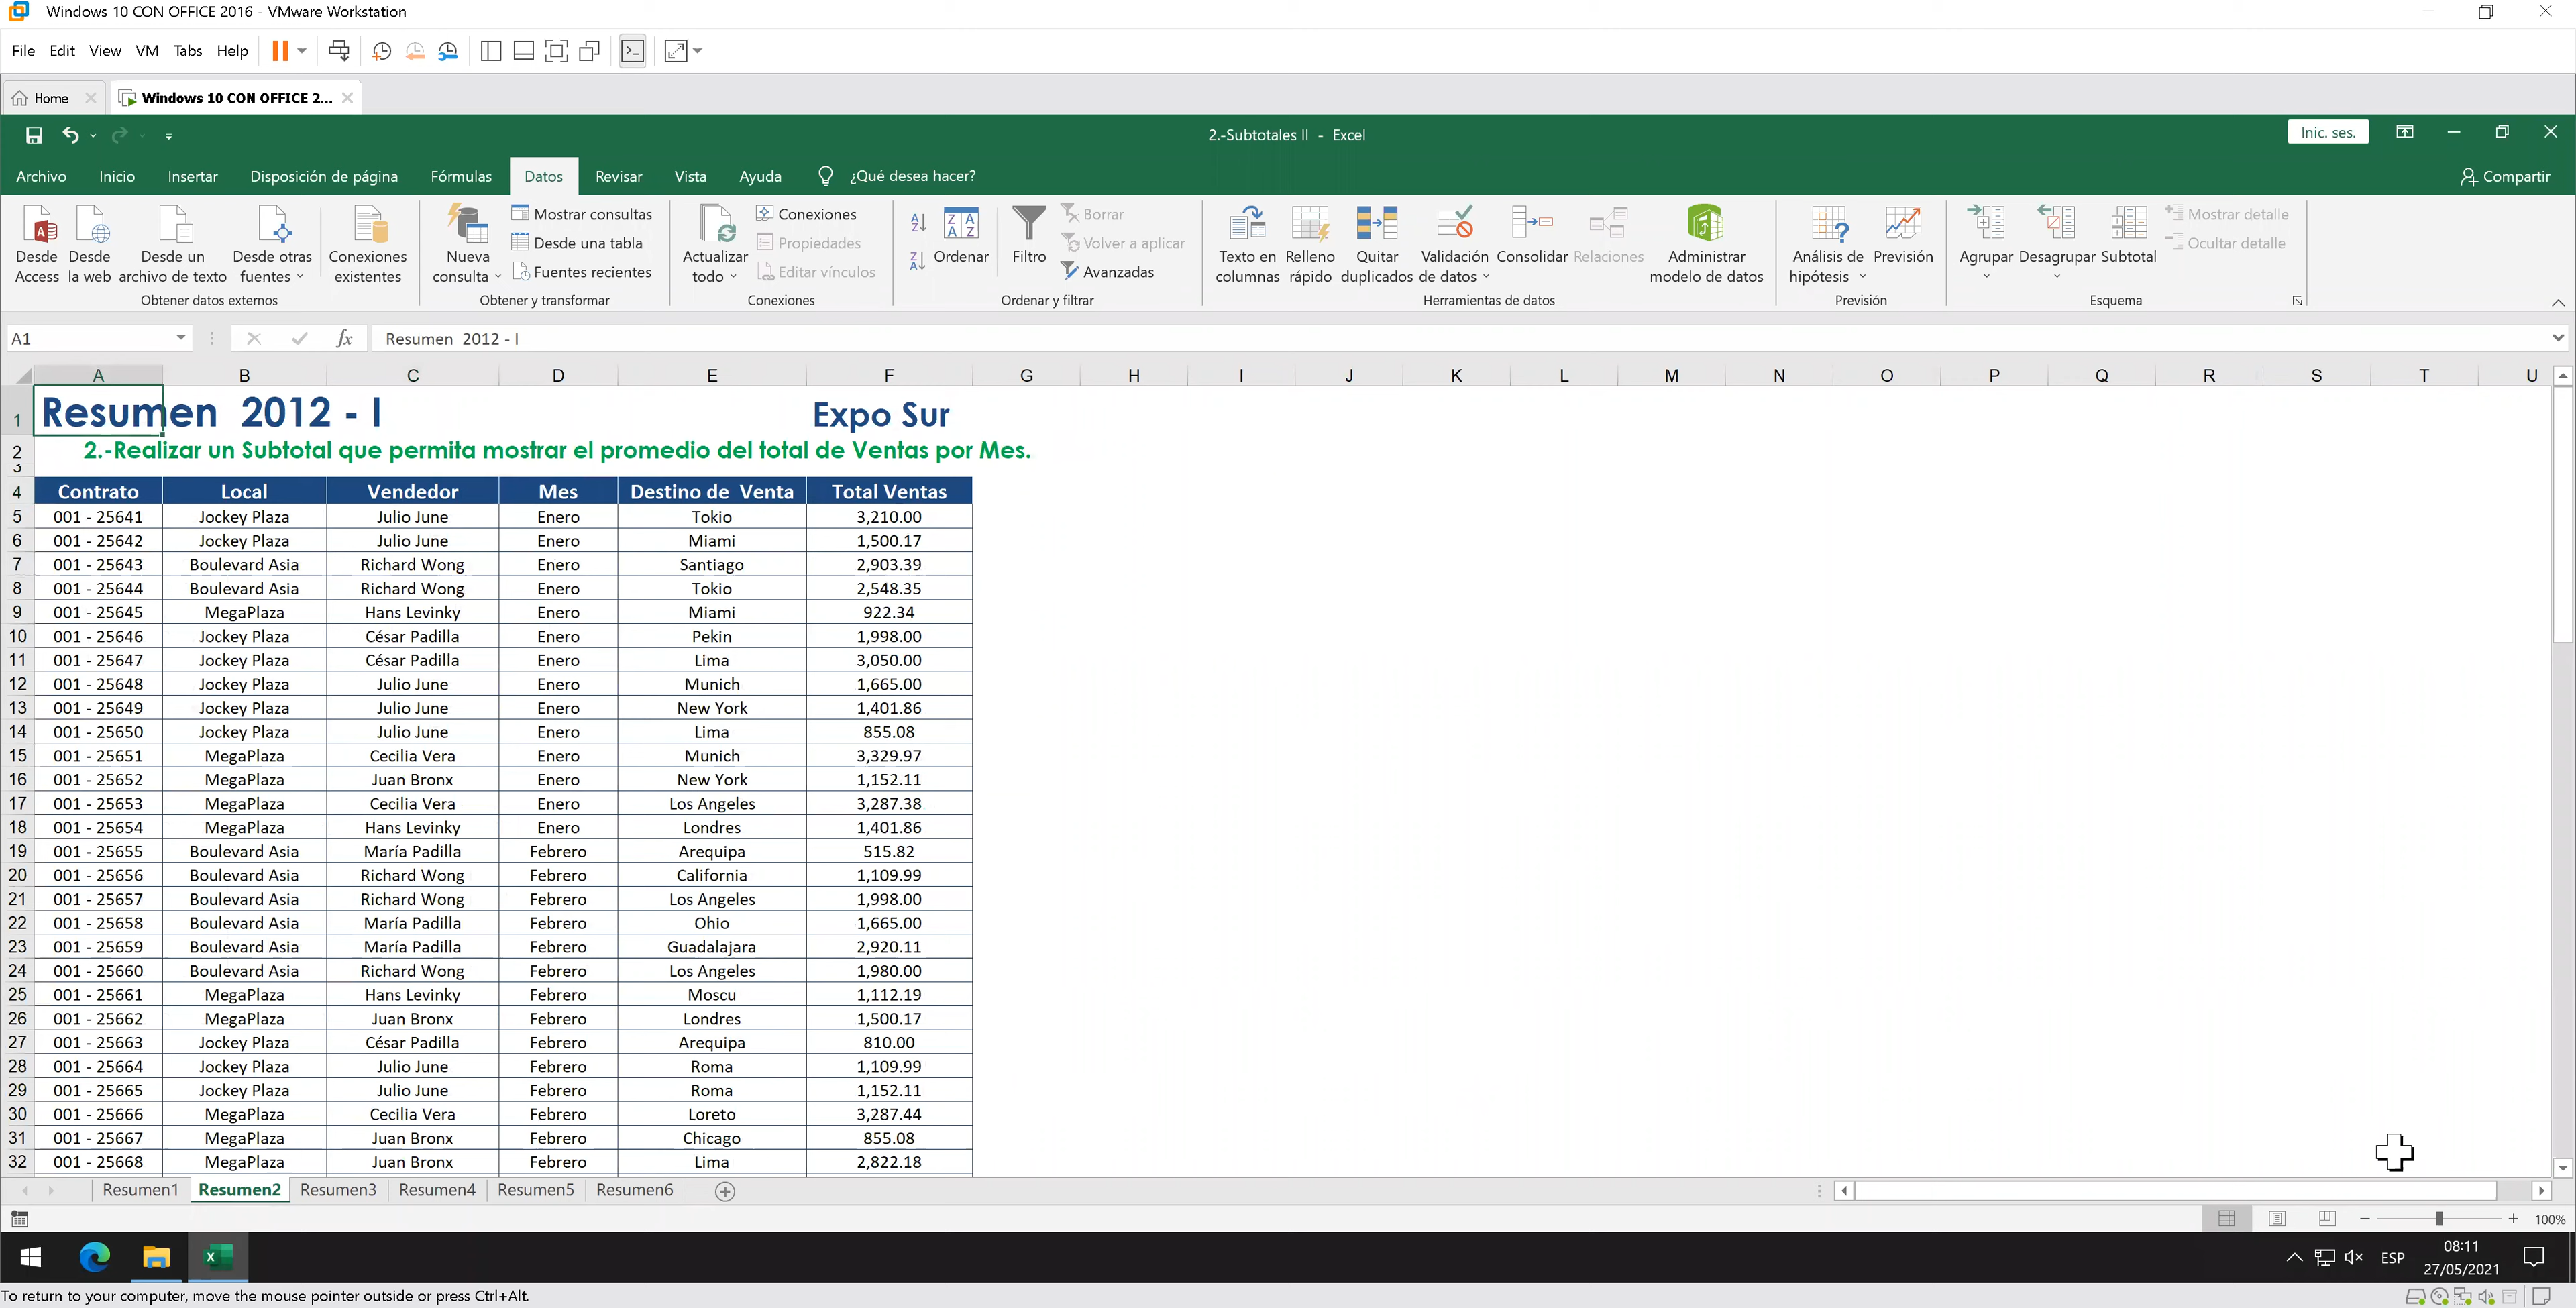 Windows 10 CON OFFICE 2016 - VMware Workstation
File Edit View VM Tabs Help
Home Windows 10 CON OFFICE 2...
2.-Subtotales II - Excel Inic. ses.
Archivo Inicio Insertar Disposición de página Fórmulas Datos Revisar Vista Ayuda ¿Qué desea hacer? Compartir
Desde Access Desde la web Desde un archivo de texto Desde otras fuentes Conexiones existentes
Obtener datos externos
Nueva consulta Mostrar consultas Desde una tabla Fuentes recientes
Obtener y transformar
Actualizar todo Conexiones Propiedades Editar vínculos
Conexiones
Ordenar Filtro Borrar Volver a aplicar Avanzadas
Ordenar y filtrar
Texto en columnas Relleno rápido Quitar duplicados Validación de datos Consolidar Relaciones Administrar modelo de datos
Herramientas de datos
Análisis de hipótesis Previsión
Previsión
Agrupar Desagrupar Subtotal Mostrar detalle Ocultar detalle
Esquema
A1 fx Resumen 2012 - I
A B C D E F G H I J K L M N O P Q R S T U
1 Resumen 2012 - I Expo Sur
2 2.-Realizar un Subtotal que permita mostrar el promedio del total de Ventas por Mes.
3
4 Contrato Local Vendedor Mes Destino de Venta Total Ventas
5 001 - 25641 Jockey Plaza Julio June Enero Tokio 3,210.00
6 001 - 25642 Jockey Plaza Julio June Enero Miami 1,500.17
7 001 - 25643 Boulevard Asia Richard Wong Enero Santiago 2,903.39
8 001 - 25644 Boulevard Asia Richard Wong Enero Tokio 2,548.35
9 001 - 25645 MegaPlaza Hans Levinky Enero Miami 922.34
10 001 - 25646 Jockey Plaza César Padilla Enero Pekin 1,998.00
11 001 - 25647 Jockey Plaza César Padilla Enero Lima 3,050.00
12 001 - 25648 Jockey Plaza Julio June Enero Munich 1,665.00
13 001 - 25649 Jockey Plaza Julio June Enero New York 1,401.86
14 001 - 25650 Jockey Plaza Julio June Enero Lima 855.08
15 001 - 25651 MegaPlaza Cecilia Vera Enero Munich 3,329.97
16 001 - 25652 MegaPlaza Juan Bronx Enero New York 1,152.11
17 001 - 25653 MegaPlaza Cecilia Vera Enero Los Angeles 3,287.38
18 001 - 25654 MegaPlaza Hans Levinky Enero Londres 1,401.86
19 001 - 25655 Boulevard Asia María Padilla Febrero Arequipa 515.82
20 001 - 25656 Boulevard Asia Richard Wong Febrero California 1,109.99
21 001 - 25657 Boulevard Asia Richard Wong Febrero Los Angeles 1,998.00
22 001 - 25658 Boulevard Asia María Padilla Febrero Ohio 1,665.00
23 001 - 25659 Boulevard Asia María Padilla Febrero Guadalajara 2,920.11
24 001 - 25660 Boulevard Asia Richard Wong Febrero Los Angeles 1,980.00
25 001 - 25661 MegaPlaza Hans Levinky Febrero Moscu 1,112.19
26 001 - 25662 MegaPlaza Juan Bronx Febrero Londres 1,500.17
27 001 - 25663 Jockey Plaza César Padilla Febrero Arequipa 810.00
28 001 - 25664 Jockey Plaza Julio June Febrero Roma 1,109.99
29 001 - 25665 Jockey Plaza Julio June Febrero Roma 1,152.11
30 001 - 25666 MegaPlaza Cecilia Vera Febrero Loreto 3,287.44
31 001 - 25667 MegaPlaza Juan Bronx Febrero Chicago 855.08
32 001 - 25668 MegaPlaza Juan Bronx Febrero Lima 2,822.18
Resumen1 Resumen2 Resumen3 Resumen4 Resumen5 Resumen6
100%
ESP 08:11
27/05/2021
To return to your computer, move the mouse pointer outside or press Ctrl+Alt.